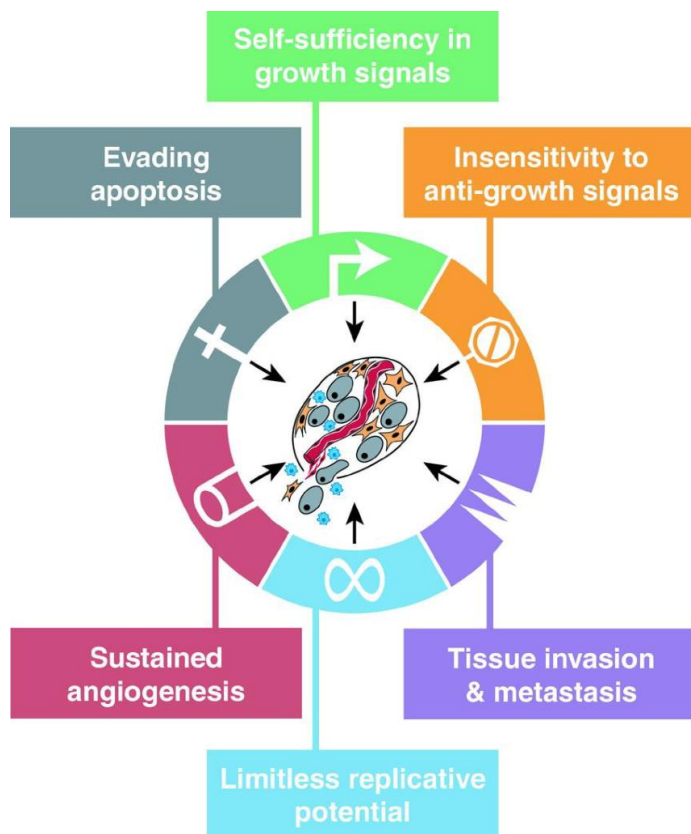 Self-sufficiency in
growth signals
Evading
apoptosis
Insensitivity to
anti-growth signals
Sustained
angiogenesis
Tissue invasion
& metastasis
Limitless replicative
potential